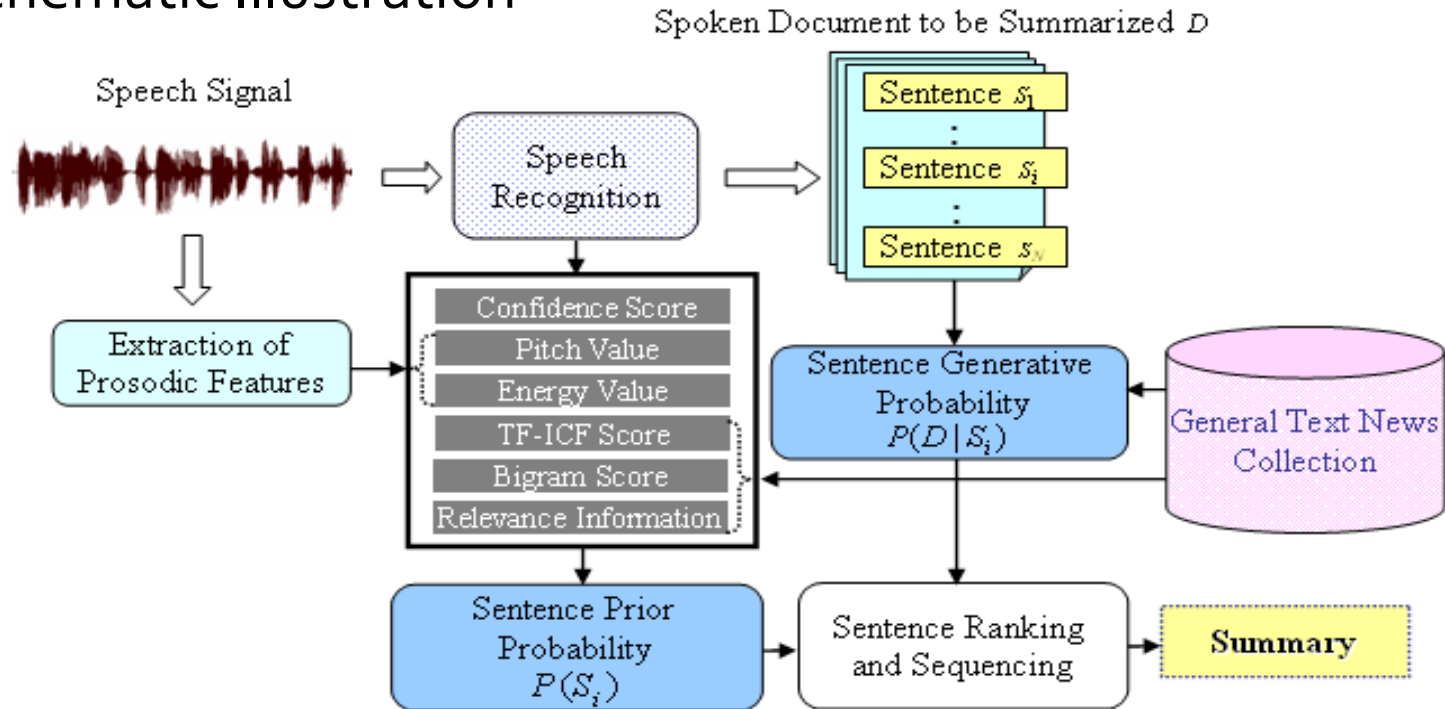 Spoken Document to be Summarized D
Speech Signal
Sentence s₁
⋮
Sentence sᵢ
⋮
Sentence s_N
Speech
Recognition
Confidence Score
Pitch Value
Energy Value
TF-ICF Score
Bigram Score
Relevance Information
Extraction of
Prosodic Features
Sentence Generative
Probability
P(D|Sᵢ)
General Text News
Collection
Sentence Prior
Probability
P(Sᵢ)
Sentence Ranking
and Sequencing
Summary